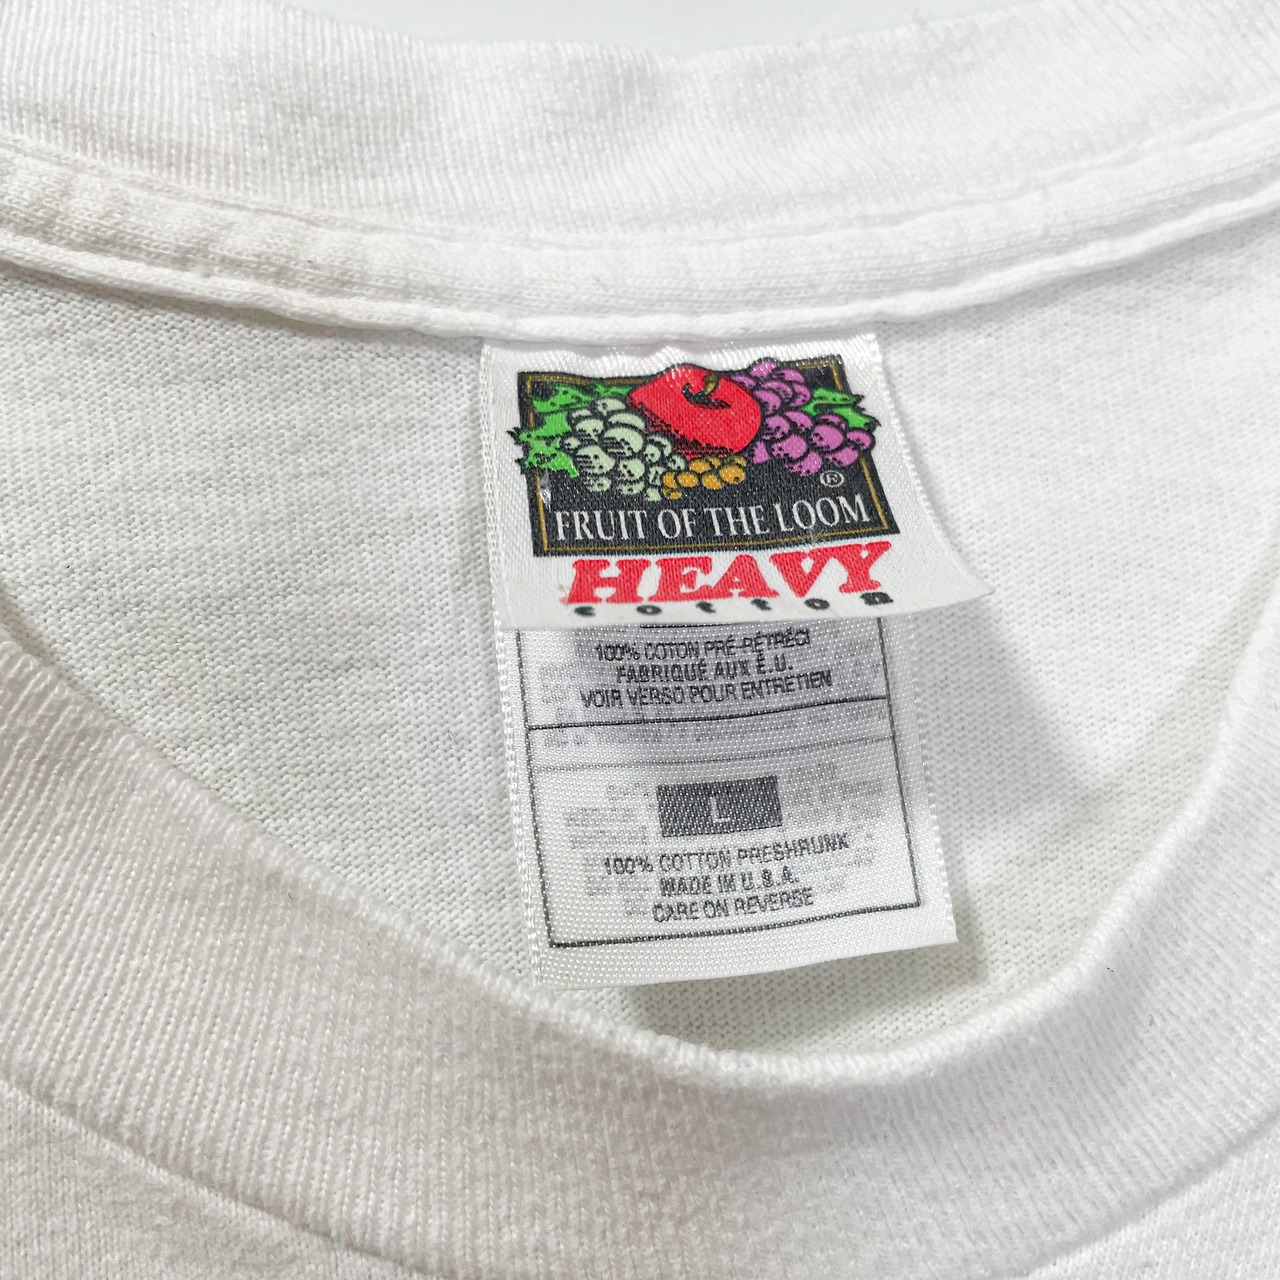 ®
FRUIT OF THE LOOM
HEAVY
cotton
100% COTON PRÉ-RÉTRÉCI
FABRIQUÉ AUX É.U.
VOIR VERSO POUR ENTRETIEN
L
100% COTTON PRESHRUNK
MADE IN U.S.A.
CARE ON REVERSE